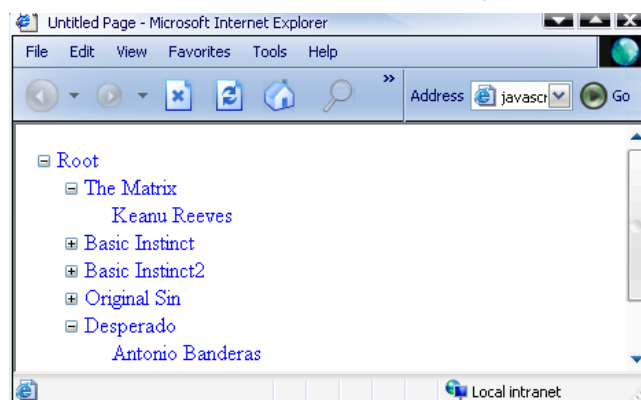 Untitled Page - Microsoft Internet Explorer
File Edit View Favorites Tools Help
» Address javascr Go
Root
The Matrix
Keanu Reeves
Basic Instinct
Basic Instinct2
Original Sin
Desperado
Antonio Banderas
Local intranet